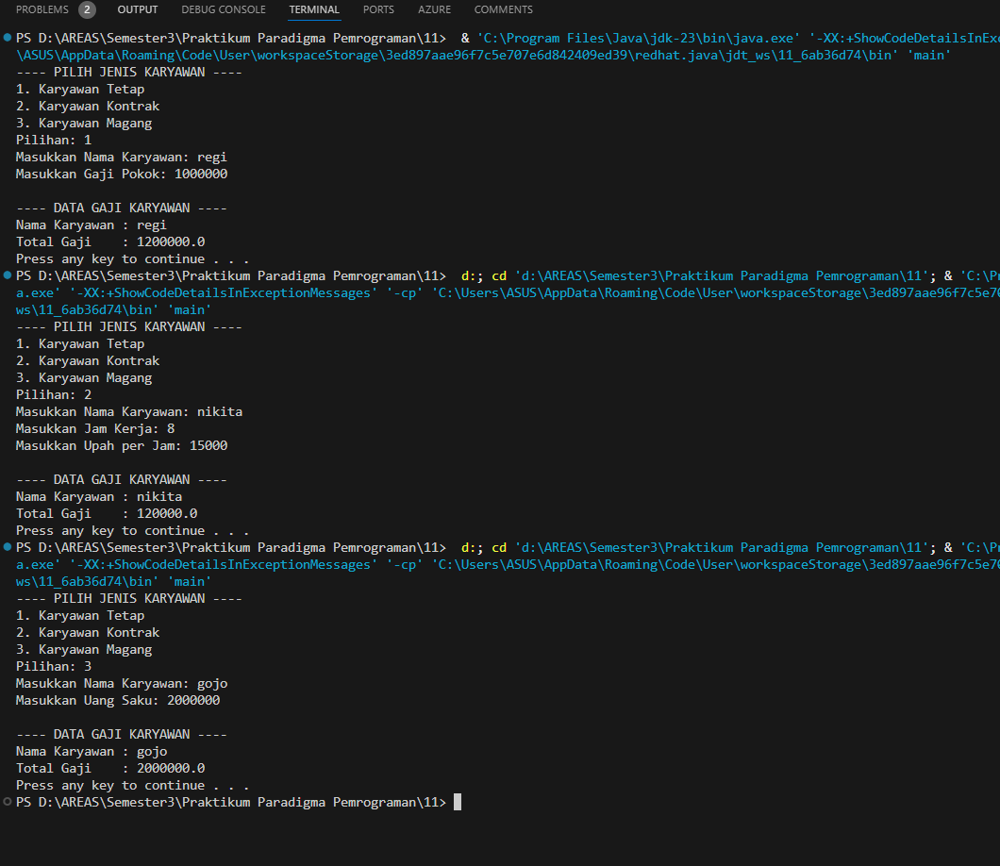 PROBLEMS 2 OUTPUT DEBUG CONSOLE TERMINAL PORTS AZURE COMMENTS
PS D:\AREAS\Semester3\Praktikum Paradigma Pemrograman\11> & 'C:\Program Files\Java\jdk-23\bin\java.exe' '-XX:+ShowCodeDetailsInExc
\ASUS\AppData\Roaming\Code\User\workspaceStorage\3ed897aae96f7c5e707e6d842409ed39\redhat.java\jdt_ws\11_6ab36d74\bin' 'main'
---- PILIH JENIS KARYAWAN ----
1. Karyawan Tetap
2. Karyawan Kontrak
3. Karyawan Magang
Pilihan: 1
Masukkan Nama Karyawan: regi
Masukkan Gaji Pokok: 1000000
---- DATA GAJI KARYAWAN ----
Nama Karyawan : regi
Total Gaji    : 1200000.0
Press any key to continue . . .
PS D:\AREAS\Semester3\Praktikum Paradigma Pemrograman\11> d:; cd 'd:\AREAS\Semester3\Praktikum Paradigma Pemrograman\11'; & 'C:\Pr
a.exe' '-XX:+ShowCodeDetailsInExceptionMessages' '-cp' 'C:\Users\ASUS\AppData\Roaming\Code\User\workspaceStorage\3ed897aae96f7c5e70
ws\11_6ab36d74\bin' 'main'
---- PILIH JENIS KARYAWAN ----
1. Karyawan Tetap
2. Karyawan Kontrak
3. Karyawan Magang
Pilihan: 2
Masukkan Nama Karyawan: nikita
Masukkan Jam Kerja: 8
Masukkan Upah per Jam: 15000
---- DATA GAJI KARYAWAN ----
Nama Karyawan : nikita
Total Gaji    : 120000.0
Press any key to continue . . .
PS D:\AREAS\Semester3\Praktikum Paradigma Pemrograman\11> d:; cd 'd:\AREAS\Semester3\Praktikum Paradigma Pemrograman\11'; & 'C:\Pr
a.exe' '-XX:+ShowCodeDetailsInExceptionMessages' '-cp' 'C:\Users\ASUS\AppData\Roaming\Code\User\workspaceStorage\3ed897aae96f7c5e70
ws\11_6ab36d74\bin' 'main'
---- PILIH JENIS KARYAWAN ----
1. Karyawan Tetap
2. Karyawan Kontrak
3. Karyawan Magang
Pilihan: 3
Masukkan Nama Karyawan: gojo
Masukkan Uang Saku: 2000000
---- DATA GAJI KARYAWAN ----
Nama Karyawan : gojo
Total Gaji    : 2000000.0
Press any key to continue . . .
PS D:\AREAS\Semester3\Praktikum Paradigma Pemrograman\11>